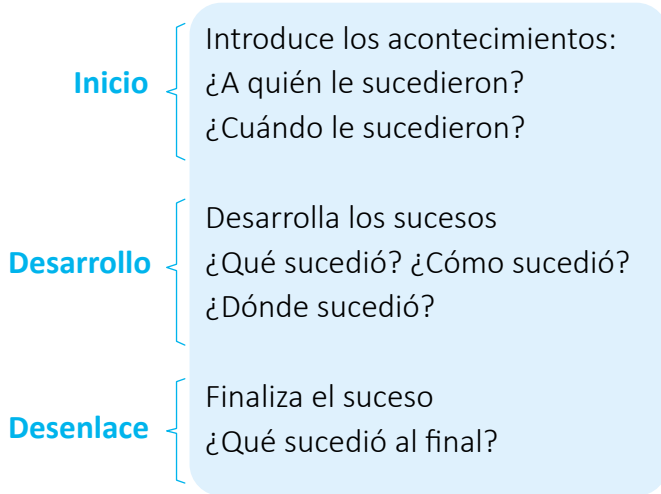 Inicio
Introduce los acontecimientos:
¿A quién le sucedieron?
¿Cuándo le sucedieron?
Desarrollo
Desarrolla los sucesos
¿Qué sucedió? ¿Cómo sucedió?
¿Dónde sucedió?
Desenlace
Finaliza el suceso
¿Qué sucedió al final?